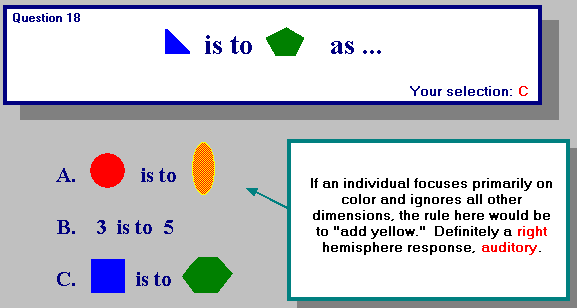 Question 18
is to as ...
Your selection: C
A. is to
B. 3 is to 5
C. is to
If an individual focuses primarily on
color and ignores all other
dimensions, the rule here would be
to "add yellow." Definitely a right
hemisphere response, auditory.